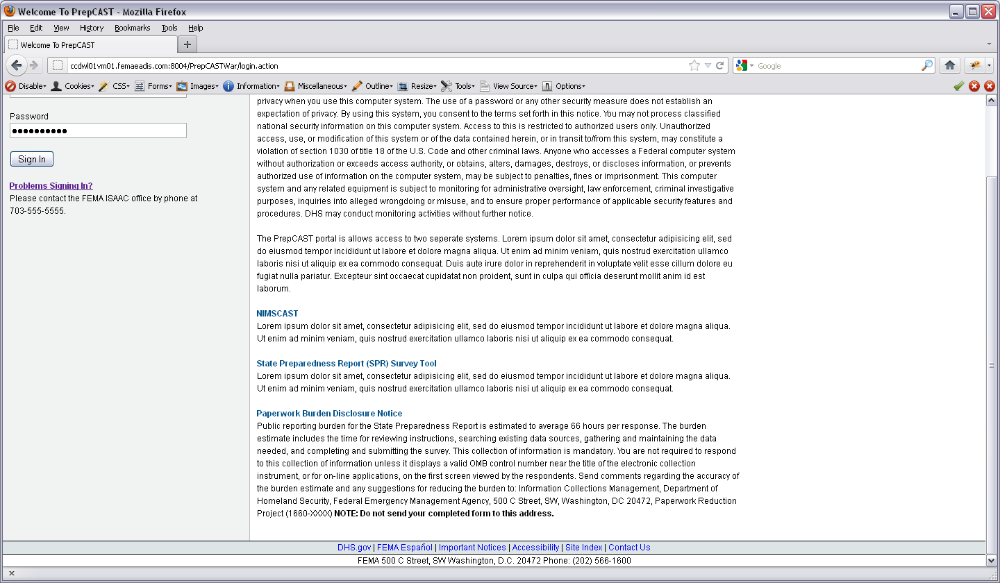 Welcome To PrepCAST - Mozilla Firefox
File Edit View History Bookmarks Tools Help
Welcome To PrepCAST
ccdwl01vm01.femaeadis.com:8004/PrepCASTWar/login.action
Google
Disable Cookies CSS Forms Images Information Miscellaneous Outline Resize Tools View Source Options
Password
Sign In
Problems Signing In?
Please contact the FEMA ISAAC office by phone at
703-555-5555.
privacy when you use this computer system. The use of a password or any other security measure does not establish an
expectation of privacy. By using this system, you consent to the terms set forth in this notice. You may not process classified
national security information on this computer system. Access to this is restricted to authorized users only. Unauthorized
access, use, or modification of this system or of the data contained herein, or in transit to/from this system, may constitute a
violation of section 1030 of title 18 of the U.S. Code and other criminal laws. Anyone who accesses a Federal computer system
without authorization or exceeds access authority, or obtains, alters, damages, destroys, or discloses information, or prevents
authorized use of information on the computer system, may be subject to penalties, fines or imprisonment. This computer
system and any related equipment is subject to monitoring for administrative oversight, law enforcement, criminal investigative
purposes, inquiries into alleged wrongdoing or misuse, and to ensure proper performance of applicable security features and
procedures. DHS may conduct monitoring activities without further notice.
The PrepCAST portal is allows access to two seperate systems. Lorem ipsum dolor sit amet, consectetur adipisicing elit, sed
do eiusmod tempor incididunt ut labore et dolore magna aliqua. Ut enim ad minim veniam, quis nostrud exercitation ullamco
laboris nisi ut aliquip ex ea commodo consequat. Duis aute irure dolor in reprehenderit in voluptate velit esse cillum dolore eu
fugiat nulla pariatur. Excepteur sint occaecat cupidatat non proident, sunt in culpa qui officia deserunt mollit anim id est
laborum.
NIMSCAST
Lorem ipsum dolor sit amet, consectetur adipisicing elit, sed do eiusmod tempor incididunt ut labore et dolore magna aliqua.
Ut enim ad minim veniam, quis nostrud exercitation ullamco laboris nisi ut aliquip ex ea commodo consequat.
State Preparedness Report (SPR) Survey Tool
Lorem ipsum dolor sit amet, consectetur adipisicing elit, sed do eiusmod tempor incididunt ut labore et dolore magna aliqua.
Ut enim ad minim veniam, quis nostrud exercitation ullamco laboris nisi ut aliquip ex ea commodo consequat.
Paperwork Burden Disclosure Notice
Public reporting burden for the State Preparedness Report is estimated to average 66 hours per response. The burden
estimate includes the time for reviewing instructions, searching existing data sources, gathering and maintaining the data
needed, and completing and submitting the survey. This collection of information is mandatory. You are not required to respond
to this collection of information unless it displays a valid OMB control number near the title of the electronic collection
instrument, or for on-line applications, on the first screen viewed by the respondents. Send comments regarding the accuracy of
the burden estimate and any suggestions for reducing the burden to: Information Collections Management, Department of
Homeland Security, Federal Emergency Management Agency, 500 C Street, SW, Washington, DC 20472, Paperwork Reduction
Project (1660-XXXX) NOTE: Do not send your completed form to this address.
DHS.gov | FEMA Español | Important Notices | Accessibility | Site Index | Contact Us
FEMA 500 C Street, SW Washington, D.C. 20472 Phone: (202) 566-1600